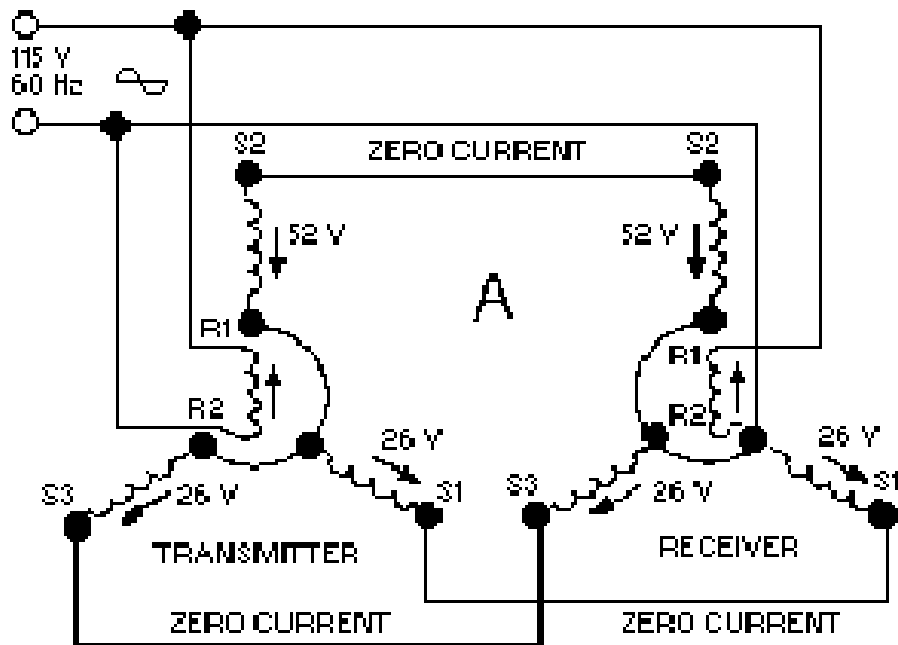 115 V
60 Hz
S2
ZERO CURRENT
S2
52 V
52 V
A
R1
R1
R2
R2
26 V
26 V
S3
26 V
S1
S3
26 V
S1
TRANSMITTER
RECEIVER
ZERO CURRENT
ZERO CURRENT